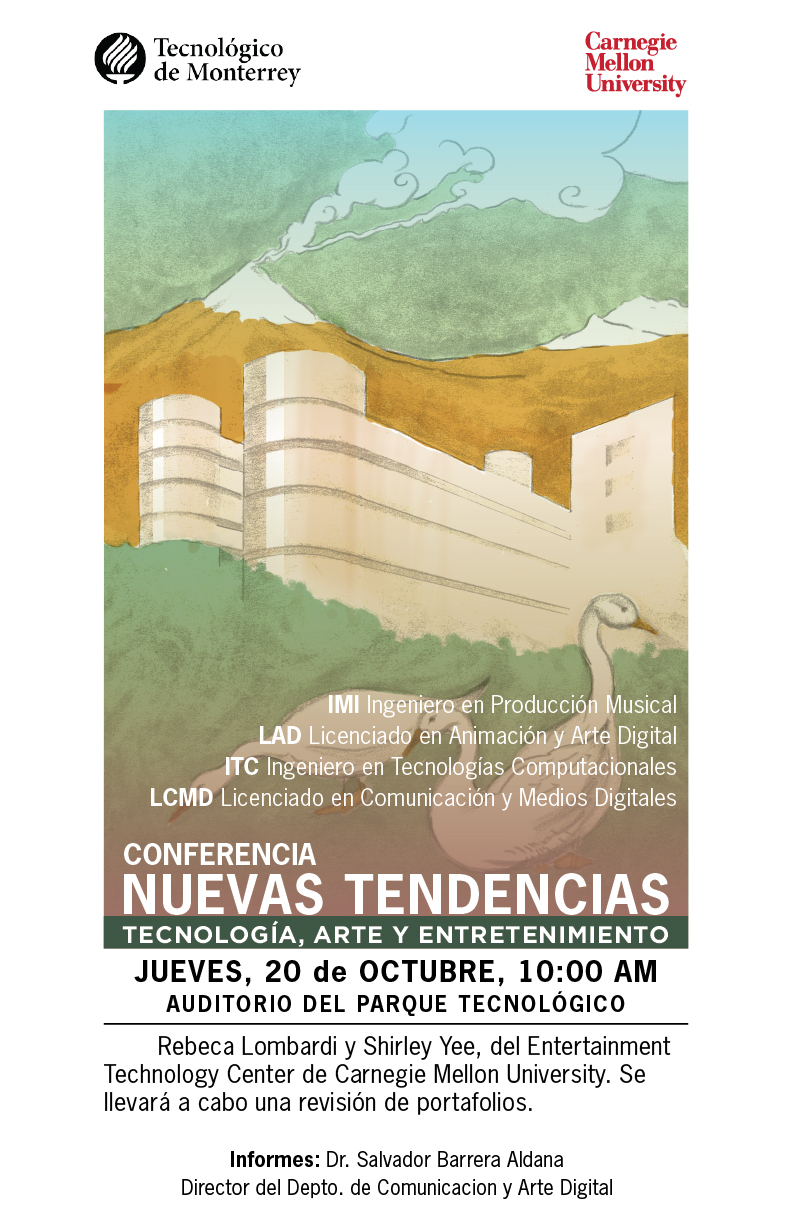 Tecnológico
de Monterrey
Carnegie
Mellon
University
IMI Ingeniero en Producción Musical
LAD Licenciado en Animación y Arte Digital
ITC Ingeniero en Tecnologías Computacionales
LCMD Licenciado en Comunicación y Medios Digitales
CONFERENCIA
NUEVAS TENDENCIAS
TECNOLOGÍA, ARTE Y ENTRETENIMIENTO
JUEVES, 20 de OCTUBRE, 10:00 AM
AUDITORIO DEL PARQUE TECNOLÓGICO
Rebeca Lombardi y Shirley Yee, del Entertainment
Technology Center de Carnegie Mellon University. Se
llevará a cabo una revisión de portafolios.
Informes: Dr. Salvador Barrera Aldana
Director del Depto. de Comunicacion y Arte Digital